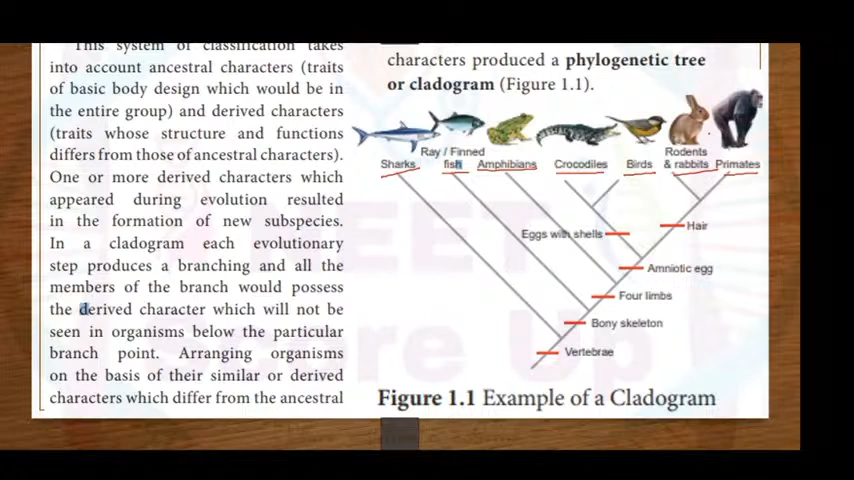 This system of classification takes
into account ancestral characters (traits
of basic body design which would be in
the entire group) and derived characters
(traits whose structure and functions
differs from those of ancestral characters).
One or more derived characters which
appeared during evolution resulted
in the formation of new subspecies.
In a cladogram each evolutionary
step produces a branching and all the
members of the branch would possess
the derived character which will not be
seen in organisms below the particular
branch point. Arranging organisms
on the basis of their similar or derived
characters which differ from the ancestral
characters produced a phylogenetic tree
or cladogram (Figure 1.1).
Sharks
Ray / Finned
fish
Amphibians
Crocodiles
Birds
Rodents
& rabbits
Primates
Hair
Eggs with shells
Amniotic egg
Four limbs
Bony skeleton
Vertebrae
Figure 1.1 Example of a Cladogram
NEET
Score Up